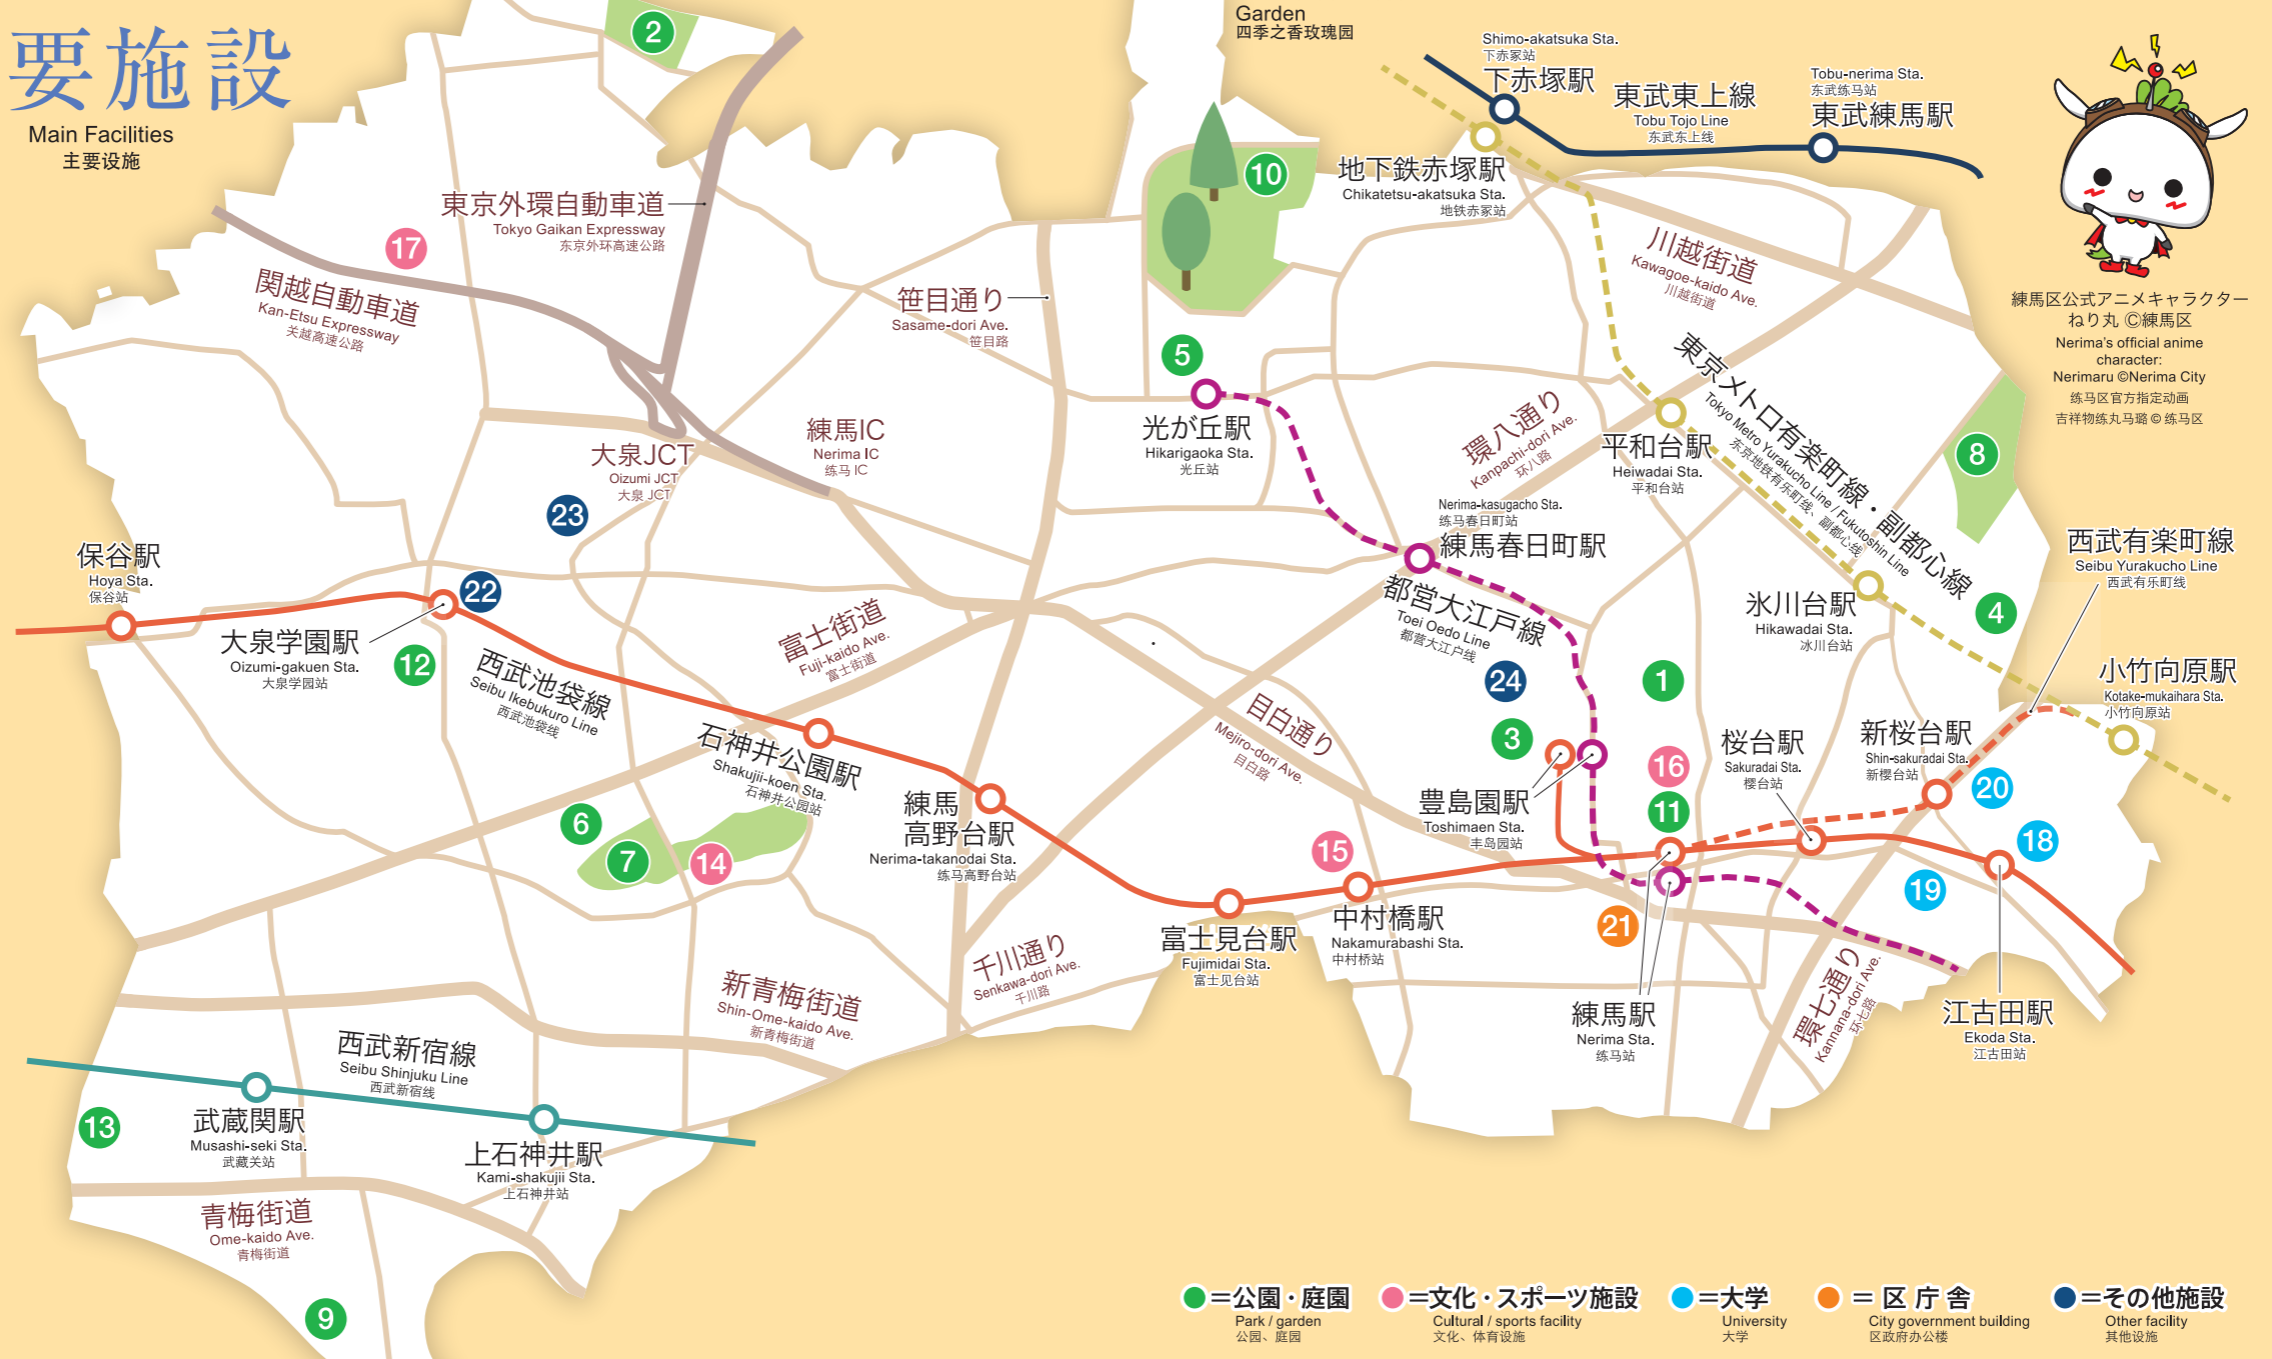 要施設
Main Facilities
主要设施
2
Garden
四季之香玫瑰园
Shimo-akatsuka Sta.
下赤冢站
下赤塚駅
東武東上線
Tobu Tojo Line
东武东上线
Tobu-nerima Sta.
东武练马站
東武練馬駅
地下鉄赤塚駅
Chikatetsu-akatsuka Sta.
地铁赤冢站
10
東京外環自動車道
Tokyo Gaikan Expressway
东京外环高速公路
17
関越自動車道
Kan-Etsu Expressway
关越高速公路
笹目通り
Sasame-dori Ave.
笹目路
川越街道
Kawagoe-kaido Ave.
川越街道
練馬区公式アニメキャラクター
ねり丸 ©練馬区
Nerima's official anime
character:
Nerimaru ©Nerima City
练马区官方指定动画
吉祥物练丸马璐 © 练马区
5
光が丘駅
Hikarigaoka Sta.
光丘站
東京メトロ有楽町線・副都心線
Tokyo Metro Yurakucho Line / Fukutoshin Line
东京地铁有乐町线、副都心线
環八通り
Kanpachi-dori Ave.
环八路
平和台駅
Heiwadai Sta.
平和台站
8
練馬IC
Nerima IC
练马 IC
大泉JCT
Oizumi JCT
大泉 JCT
23
Nerima-kasugacho Sta.
练马春日町站
練馬春日町駅
西武有楽町線
Seibu Yurakucho Line
西武有乐町线
保谷駅
Hoya Sta.
保谷站
22
大泉学園駅
Oizumi-gakuen Sta.
大泉学园站
12
西武池袋線
Seibu Ikebukuro Line
西武池袋线
富士街道
Fuji-kaido Ave.
富士街道
都営大江戸線
Toei Oedo Line
都营大江户线
氷川台駅
Hikawadai Sta.
冰川台站
4
24
1
小竹向原駅
Kotake-mukaihara Sta.
小竹向原站
石神井公園駅
Shakujii-koen Sta.
石神井公园站
目白通り
Mejiro-dori Ave.
目白路
3
16
11
桜台駅
Sakuradai Sta.
樱台站
新桜台駅
Shin-sakuradai Sta.
新樱台站
20
豊島園駅
Toshimaen Sta.
丰岛园站
練馬
高野台駅
Nerima-takanodai Sta.
练马高野台站
6
7
14
15
18
19
21
富士見台駅
Fujimidai Sta.
富士见台站
中村橋駅
Nakamurabashi Sta.
中村桥站
千川通り
Senkawa-dori Ave.
千川路
新青梅街道
Shin-Ome-kaido Ave.
新青梅街道
練馬駅
Nerima Sta.
练马站
環七通り
Kannana-dori Ave.
环七路
江古田駅
Ekoda Sta.
江古田站
西武新宿線
Seibu Shinjuku Line
西武新宿线
13
武蔵関駅
Musashi-seki Sta.
武藏关站
上石神井駅
Kami-shakujii Sta.
上石神井站
青梅街道
Ome-kaido Ave.
青梅街道
9
=公園・庭園
Park / garden
公园、庭园
=文化・スポーツ施設
Cultural / sports facility
文化、体育设施
=大学
University
大学
=区庁舎
City government building
区政府办公楼
=その他施設
Other facility
其他设施